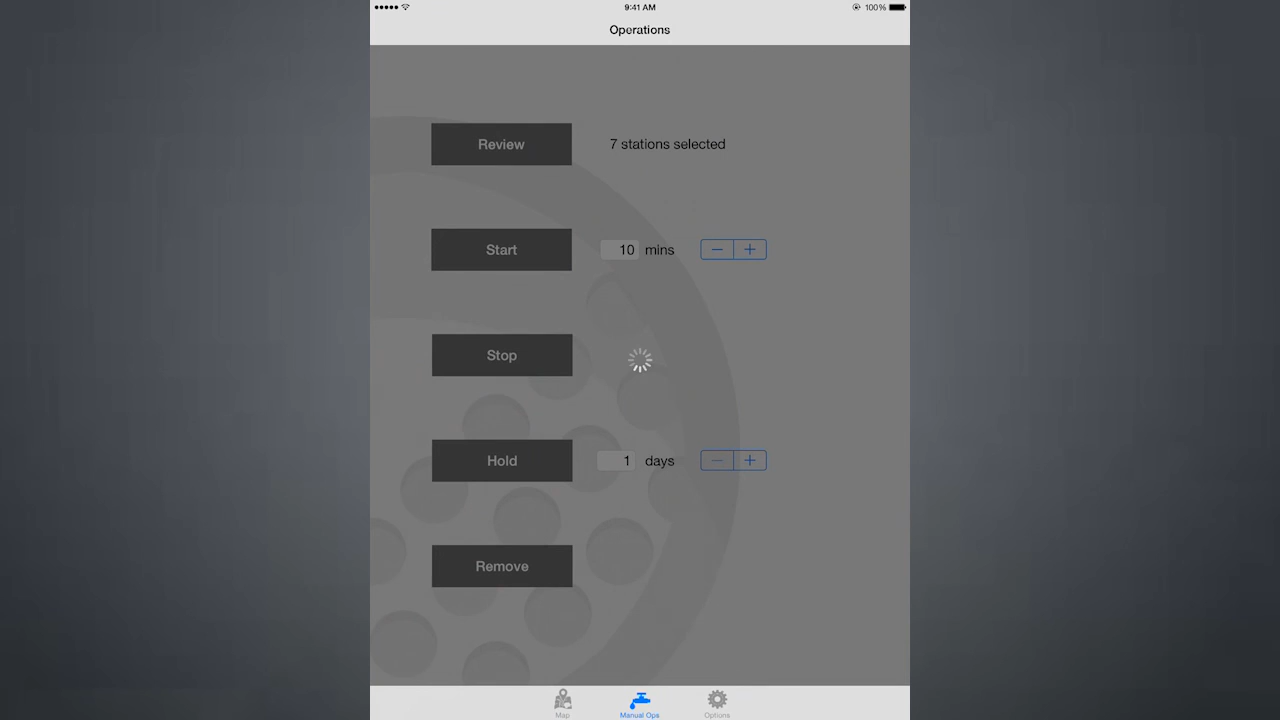 9:41 AM
100%
Operations
Review
7 stations selected
Start
10 mins
− +
Stop
Hold
1 days
− +
Remove
Map
Manual Ops
Options